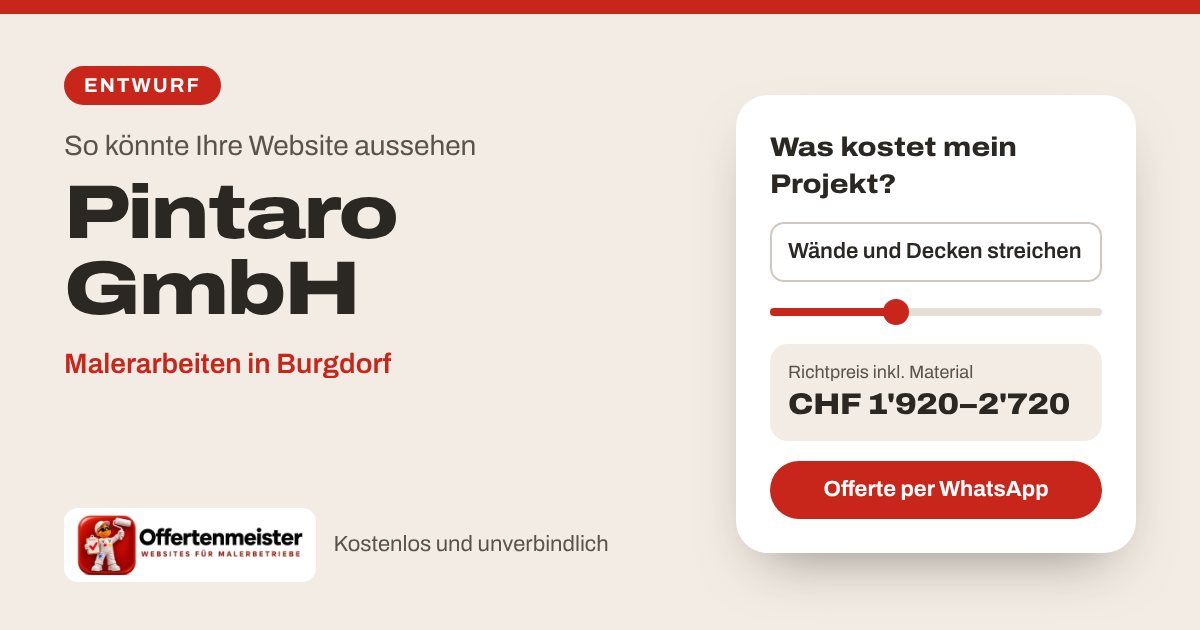 ENTWURF
So könnte Ihre Website aussehen
Pintaro
GmbH
Malerarbeiten in Burgdorf
Offertenmeister
WEBSITES FÜR MALERBETRIEBE
Kostenlos und unverbindlich
Was kostet mein
Projekt?
Wände und Decken streichen
Richtpreis inkl. Material
CHF 1'920–2'720
Offerte per WhatsApp